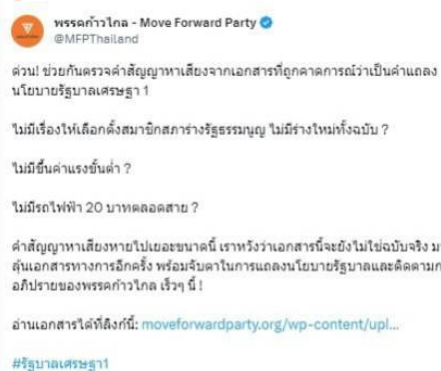 พรรคก้าวไกล - Move Forward Party
@MFPThailand
ด่วน! ช่วยกันตรวจคำสัญญาหาเสียงจากเอกสารที่ถูกคาดการณ์ว่าเป็นคำแถลง
นโยบายรัฐบาลเศรษฐา 1
ไม่มีเรื่องให้เลือกตั้งสมาชิกสภาร่างรัฐธรรมนูญ ไม่มีร่างใหม่ทั้งฉบับ ?
ไม่มีขึ้นค่าแรงขั้นต่ำ ?
ไม่มีรถไฟฟ้า 20 บาทตลอดสาย ?
คำสัญญาหาเสียงหายไปเยอะขนาดนี้ เราหวังว่าเอกสารนี้จะยังไม่ใช่ฉบับจริง ม
ลุ้นเอกสารทางการอีกครั้ง พร้อมจับตาในการแถลงนโยบายรัฐบาลและติดตามก
อภิปรายของพรรคก้าวไกล เร็วๆ นี้ !
อ่านเอกสารได้ที่ลิงก์นี้: moveforwardparty.org/wp-content/upl...
#รัฐบาลเศรษฐา1